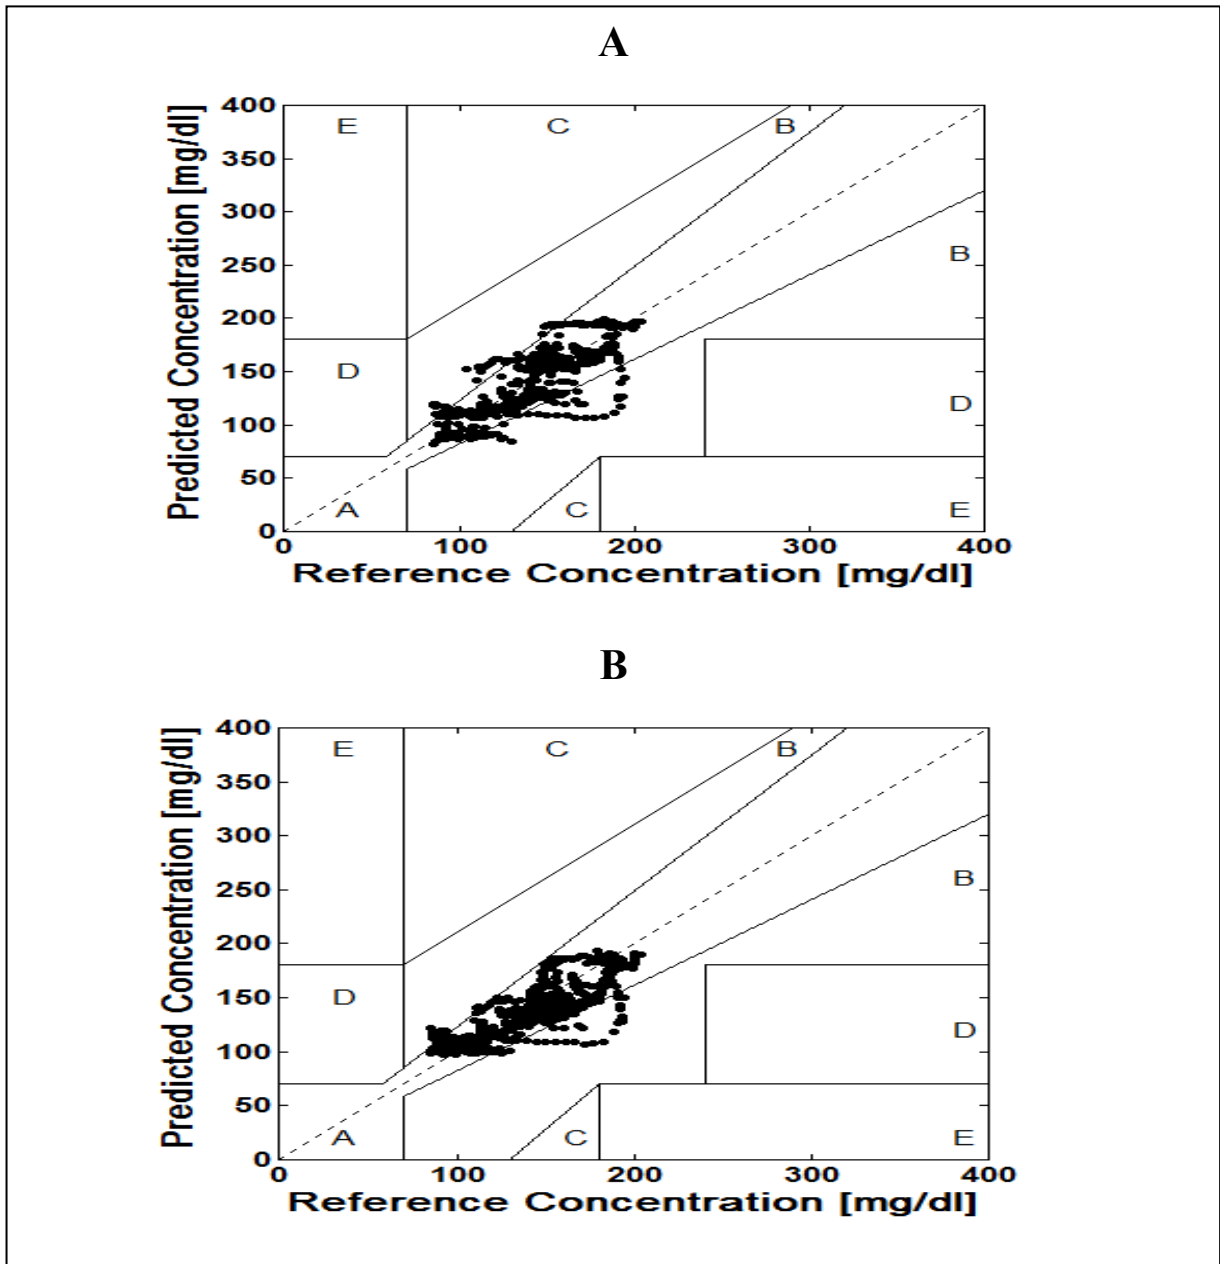 A
Predicted Concentration [mg/dl]
400
350
300
250
200
150
100
50
0
E
C
B
B
D
D
A
C
E
0
100
200
300
400
Reference Concentration [mg/dl]
B
Predicted Concentration [mg/dl]
400
350
300
250
200
150
100
50
0
E
C
B
B
D
D
A
C
E
0
100
200
300
400
Reference Concentration [mg/dl]